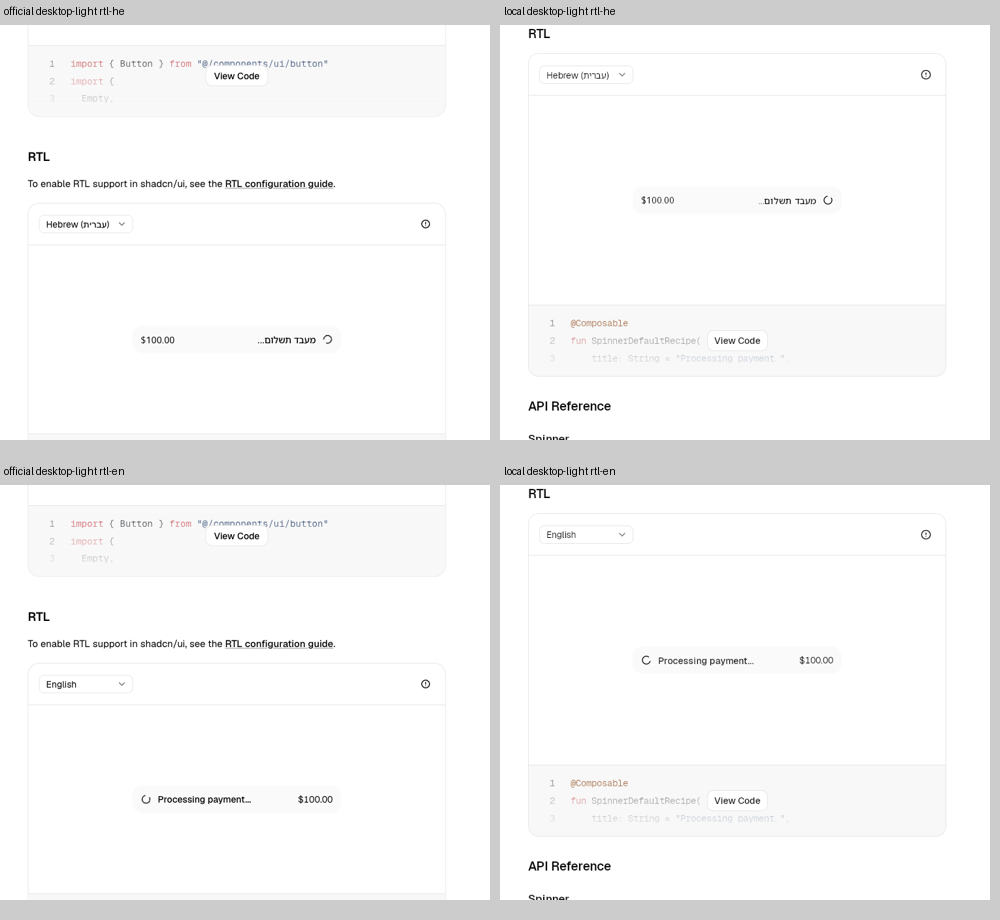 official desktop-light rtl-he
1 import { Button } from "@/components/ui/button"
2 import {
3 Empty,
View Code
RTL
To enable RTL support in shadcn/ui, see the RTL configuration guide.
Hebrew (עברית)
$100.00
מעבד תשלום...
local desktop-light rtl-he
RTL
Hebrew (עברית)
$100.00
מעבד תשלום...
1 @Composable
2 fun SpinnerDefaultRecipe(
3 title: String = "Processing payment…",
View Code
API Reference
Spinner
official desktop-light rtl-en
1 import { Button } from "@/components/ui/button"
2 import {
3 Empty,
View Code
RTL
To enable RTL support in shadcn/ui, see the RTL configuration guide.
English
Processing payment...
$100.00
local desktop-light rtl-en
RTL
English
Processing payment...
$100.00
1 @Composable
2 fun SpinnerDefaultRecipe(
3 title: String = "Processing payment…",
View Code
API Reference
Spinner